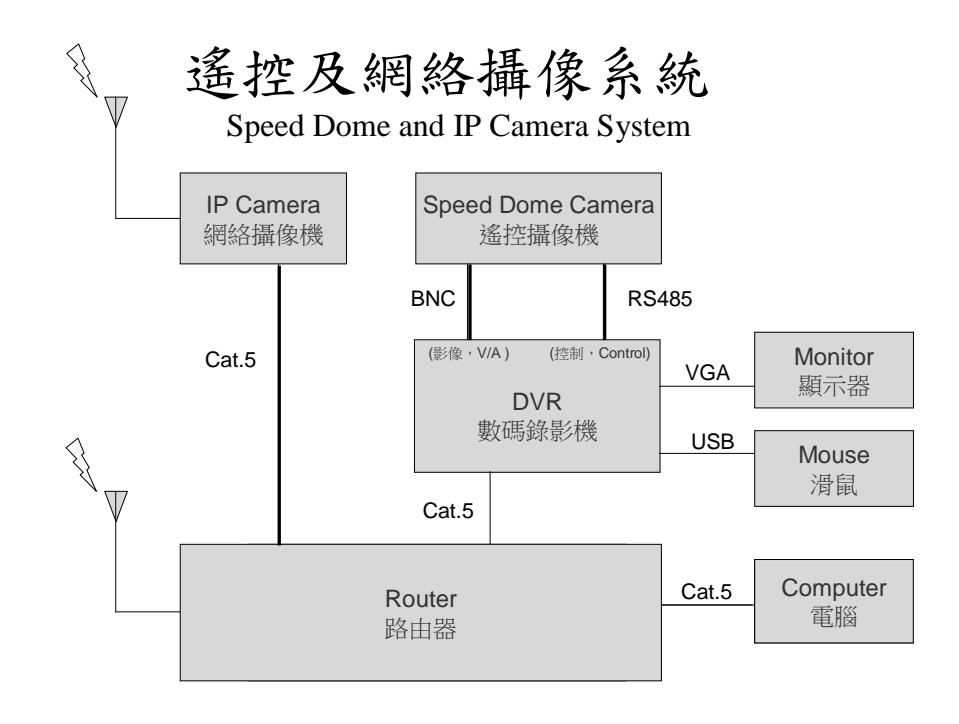 遙控及網絡攝像系統
Speed Dome and IP Camera System
IP Camera
網絡攝像機
Speed Dome Camera
遙控攝像機
BNC
RS485
Cat.5
(影像，V/A )
(控制，Control)
DVR
數碼錄影機
VGA
Monitor
顯示器
USB
Mouse
滑鼠
Cat.5
Router
路由器
Cat.5
Computer
電腦